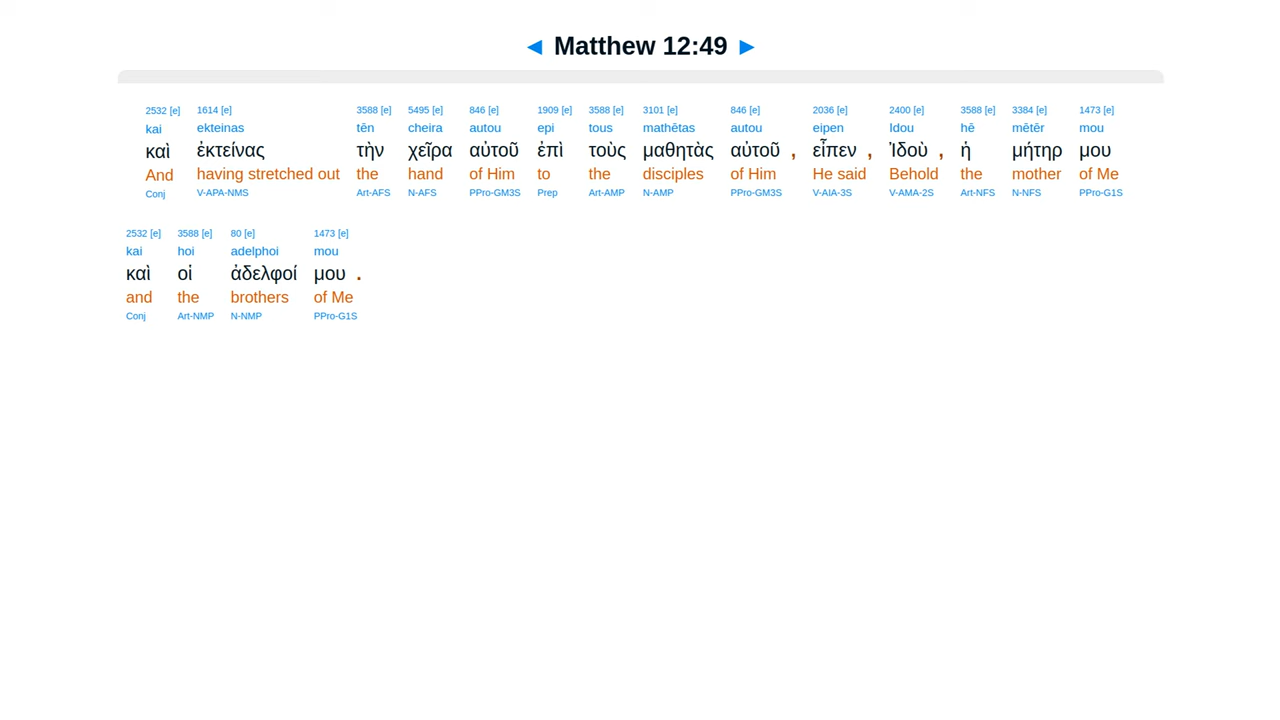 ◄ Matthew 12:49 ►
2532 [e] 1614 [e] 3588 [e] 5495 [e] 846 [e] 1909 [e] 3588 [e] 3101 [e] 846 [e] 2036 [e] 2400 [e] 3588 [e] 3384 [e] 1473 [e]
kai ekteinas tēn cheira autou epi tous mathētas autou eipen Idou hē mētēr mou
καὶ ἐκτείνας τὴν χεῖρα αὐτοῦ ἐπὶ τοὺς μαθητὰς αὐτοῦ , εἶπεν , Ἰδοὺ , ἡ μήτηρ μου
And having stretched out the hand of Him to the disciples of Him He said Behold the mother of Me
Conj V-APA-NMS Art-AFS N-AFS PPro-GM3S Prep Art-AMP N-AMP PPro-GM3S V-AIA-3S V-AMA-2S Art-NFS N-NFS PPro-G1S
2532 [e] 3588 [e] 80 [e] 1473 [e]
kai hoi adelphoi mou
καὶ οἱ ἀδελφοί μου .
and the brothers of Me
Conj Art-NMP N-NMP PPro-G1S